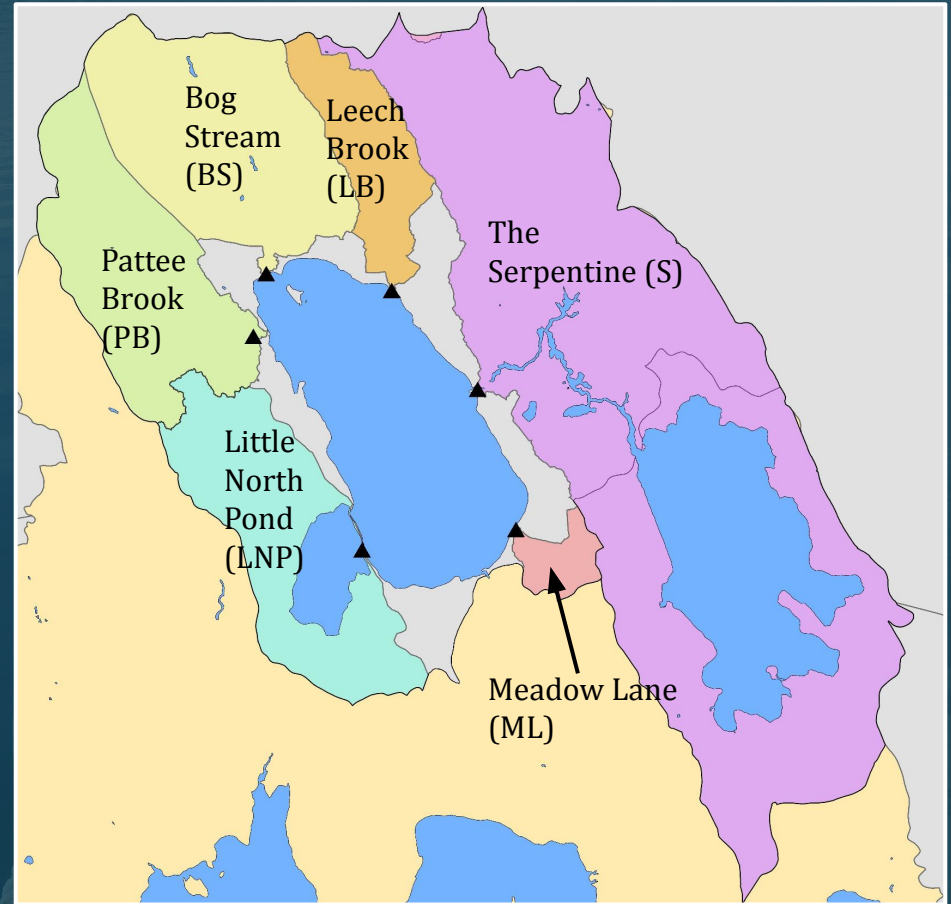 Bog
Stream
(BS)
Leech
Brook
(LB)
The
Serpentine (S)
Pattee
Brook
(PB)
Little
North
Pond
(LNP)
Meadow Lane
(ML)